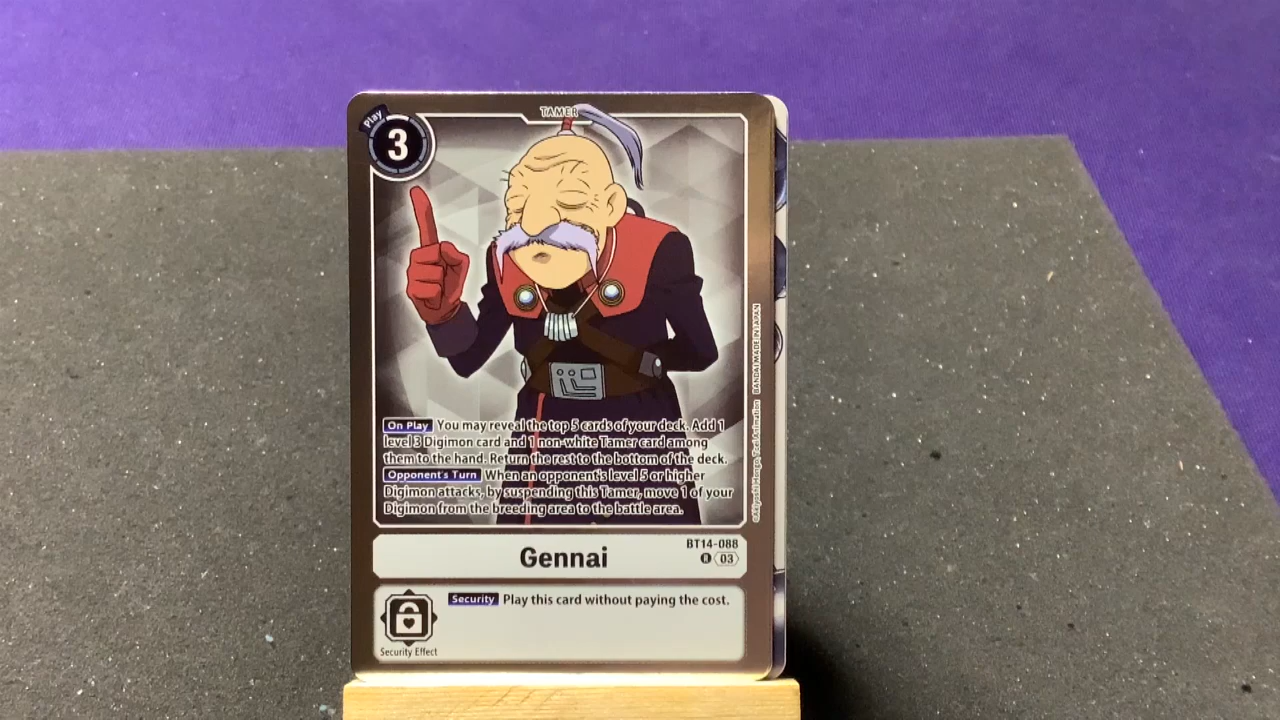 TAMER
Play
3
On Play You may reveal the top 5 cards of your deck. Add 1
level 3 Digimon card and 1 non-white Tamer card among
them to the hand. Return the rest to the bottom of the deck.
Opponent's Turn When an opponent's level 5 or higher
Digimon attacks, by suspending this Tamer, move 1 of your
Digimon from the breeding area to the battle area.
©Akiyoshi Hongo, Toei Animation BANDAI MADE IN JAPAN
BT14-088
Gennai
R 03
Security Play this card without paying the cost.
Security Effect